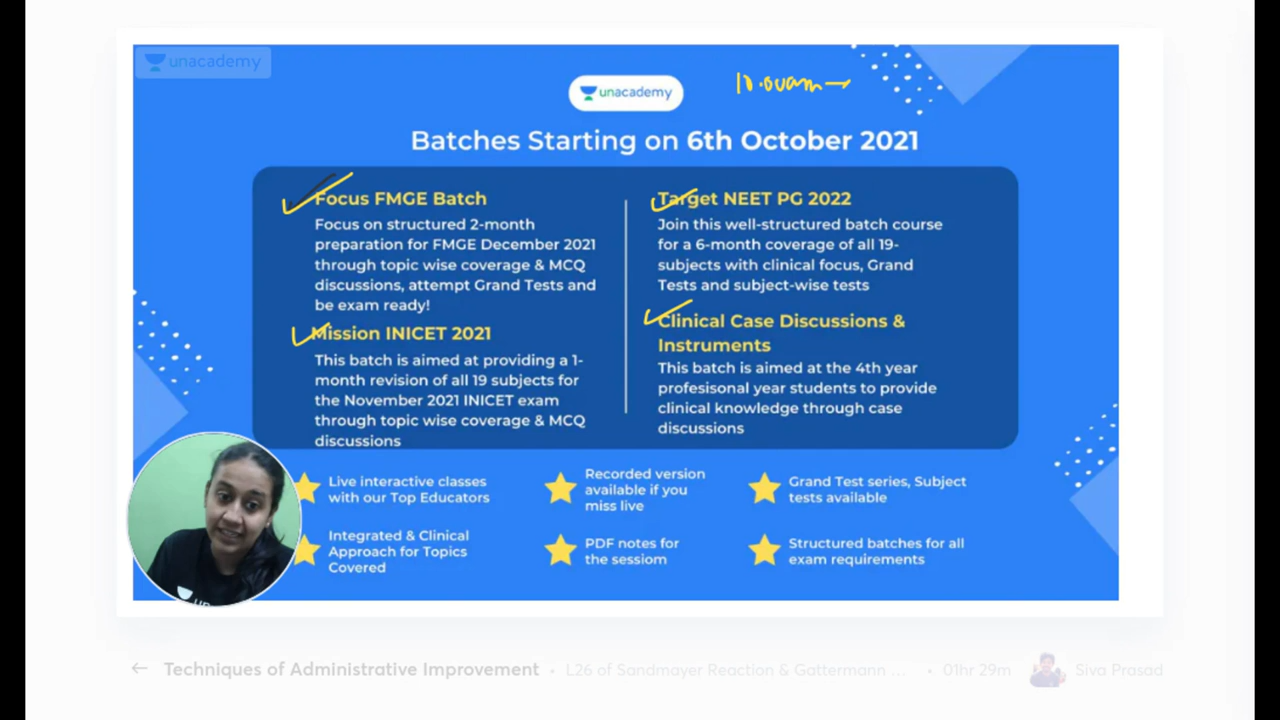 unacademy
unacademy
10.00am →
Batches Starting on 6th October 2021
Focus FMGE Batch
Focus on structured 2-month
preparation for FMGE December 2021
through topic wise coverage & MCQ
discussions, attempt Grand Tests and
be exam ready!
Mission INICET 2021
This batch is aimed at providing a 1-
month revision of all 19 subjects for
the November 2021 INICET exam
through topic wise coverage & MCQ
discussions
Target NEET PG 2022
Join this well-structured batch course
for a 6-month coverage of all 19-
subjects with clinical focus, Grand
Tests and subject-wise tests
Clinical Case Discussions &
Instruments
This batch is aimed at the 4th year
profesisonal year students to provide
clinical knowledge through case
discussions
Live interactive classes
with our Top Educators
Recorded version
available if you
miss live
Grand Test series, Subject
tests available
Integrated & Clinical
Approach for Topics
Covered
PDF notes for
the sessiom
Structured batches for all
exam requirements
← Techniques of Administrative Improvement • L26 of Sandmayer Reaction & Gattermann ... • 01hr 29m Siva Prasad